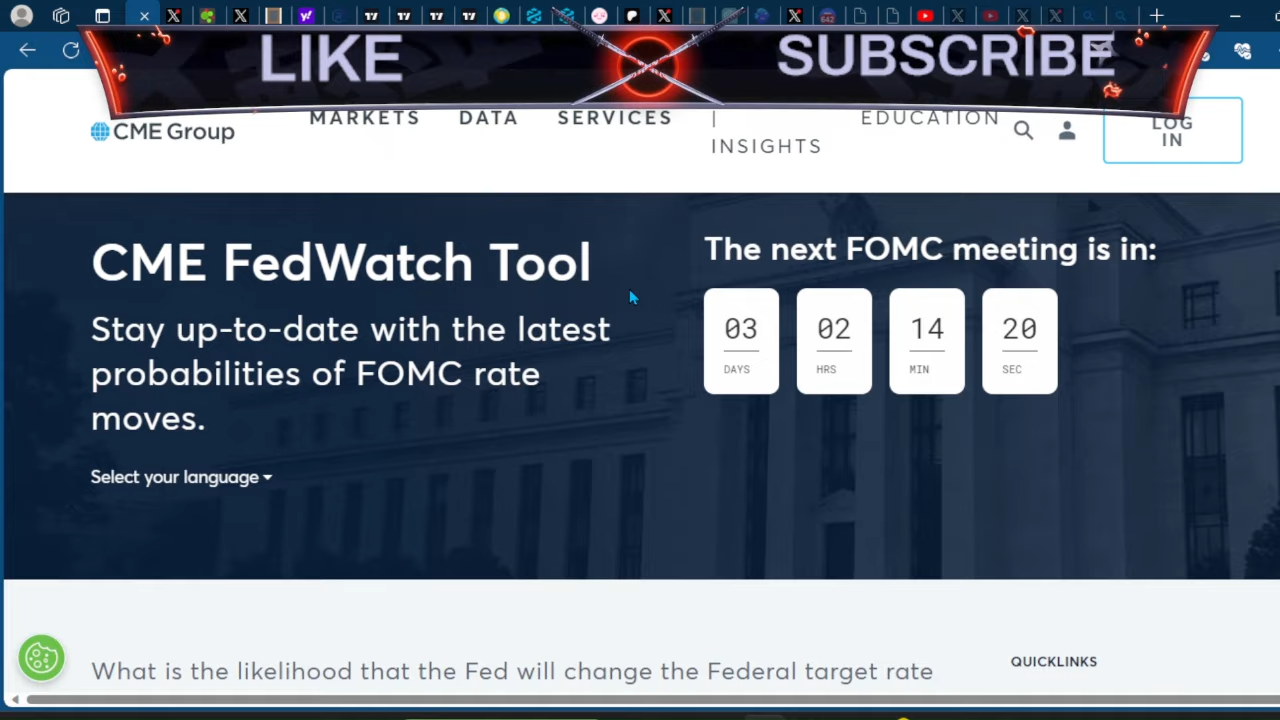 LIKE
SUBSCRIBE
CME Group
MARKETS
DATA
SERVICES
|
INSIGHTS
EDUCATION
LOG
IN
CME FedWatch Tool
Stay up-to-date with the latest
probabilities of FOMC rate
moves.
Select your language
The next FOMC meeting is in:
03
DAYS
02
HRS
14
MIN
20
SEC
What is the likelihood that the Fed will change the Federal target rate
QUICKLINKS